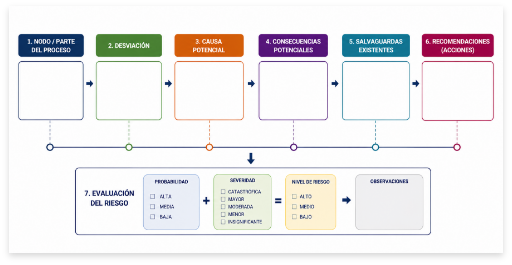 1. NODO / PARTE
DEL PROCESO
2. DESVIACIÓN
3. CAUSA
POTENCIAL
4. CONSECUENCIAS
POTENCIALES
5. SALVAGUARDAS
EXISTENTES
6. RECOMENDACIONES
(ACCIONES)
7. EVALUACIÓN
DEL RIESGO
PROBABILIDAD
ALTA
MEDIA
BAJA
+
SEVERIDAD
CATASTRÓFICA
MAYOR
MODERADA
MENOR
INSIGNIFICANTE
=
NIVEL DE RIESGO
ALTO
MEDIO
BAJO
OBSERVACIONES